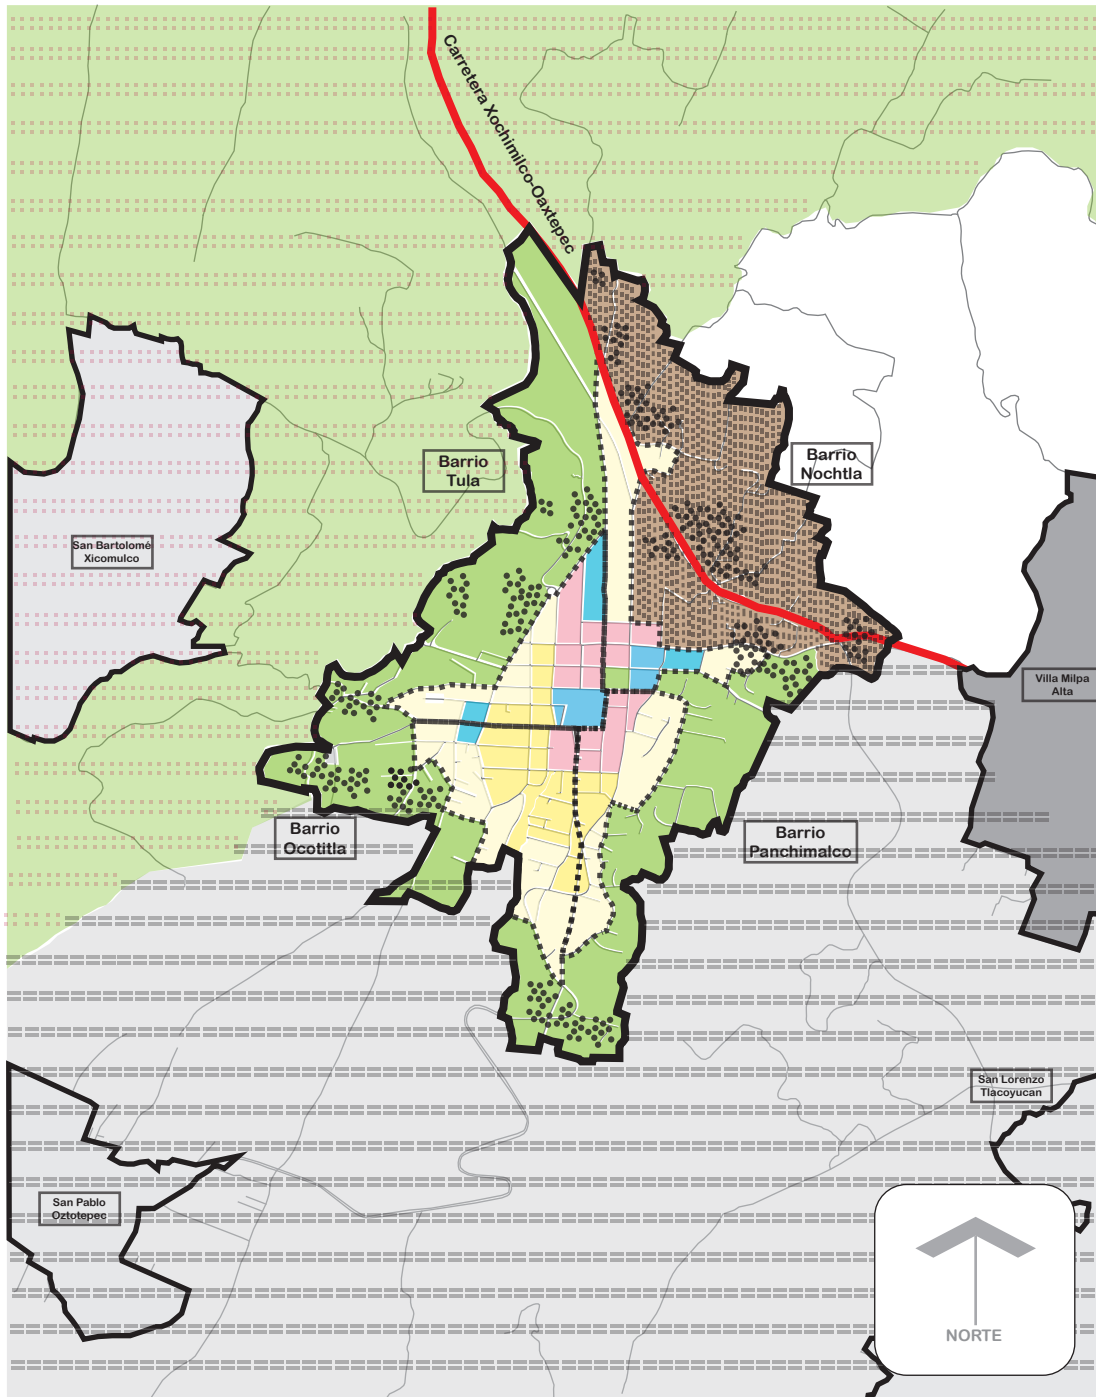 Carretera Xochimilco-Oaxtepec
Barrio
Tula
Barrio
Nochtla
San Bartolomé
Xicomulco
Villa Milpa
Alta
Barrio
Ocotitla
Barrio
Panchimalco
San Lorenzo
Tlacoyucan
San Pablo
Oztotepec
NORTE